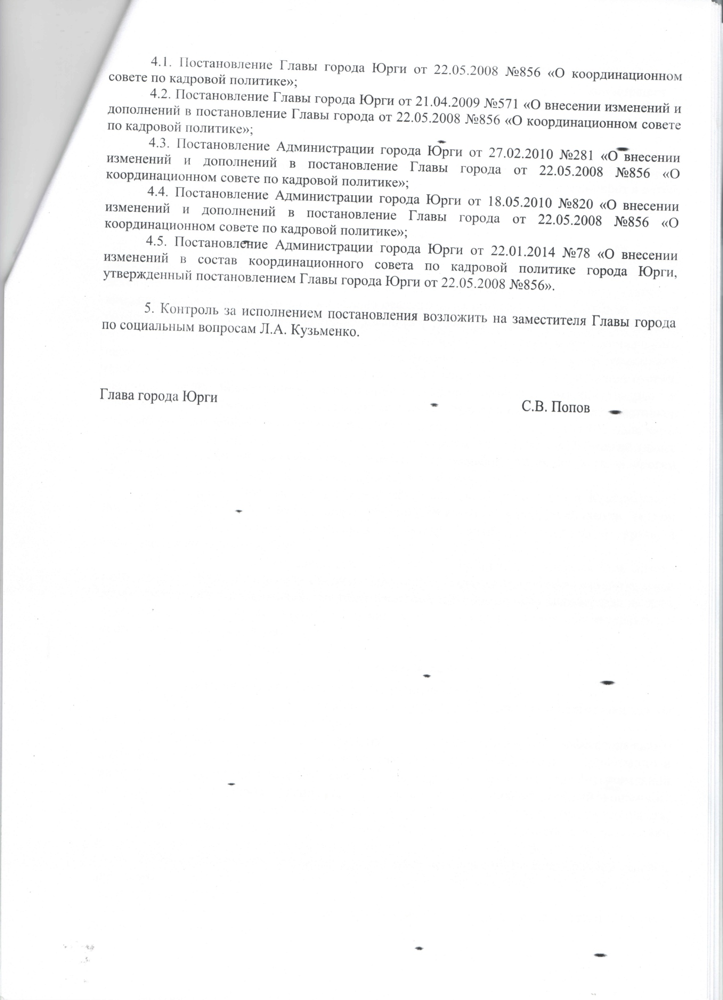 4.1. Постановление Главы города Юрги от 22.05.2008 №856 «О координационном
совете по кадровой политике»;
4.2. Постановление Главы города Юрги от 21.04.2009 №571 «О внесении изменений и
дополнений в постановление Главы города от 22.05.2008 №856 «О координационном совете
по кадровой политике»;
4.3. Постановление Администрации города Юрги от 27.02.2010 №281 «О внесении
изменений и дополнений в постановление Главы города от 22.05.2008 №856 «О
координационном совете по кадровой политике»;
4.4. Постановление Администрации города Юрги от 18.05.2010 №820 «О внесении
изменений и дополнений в постановление Главы города от 22.05.2008 №856 «О
координационном совете по кадровой политике»;
4.5. Постановление Администрации города Юрги от 22.01.2014 №78 «О внесении
изменений в состав координационного совета по кадровой политике города Юрги,
утвержденный постановлением Главы города Юрги от 22.05.2008 №856».
5. Контроль за исполнением постановления возложить на заместителя Главы города
по социальным вопросам Л.А. Кузьменко.
Глава города Юрги С.В. Попов